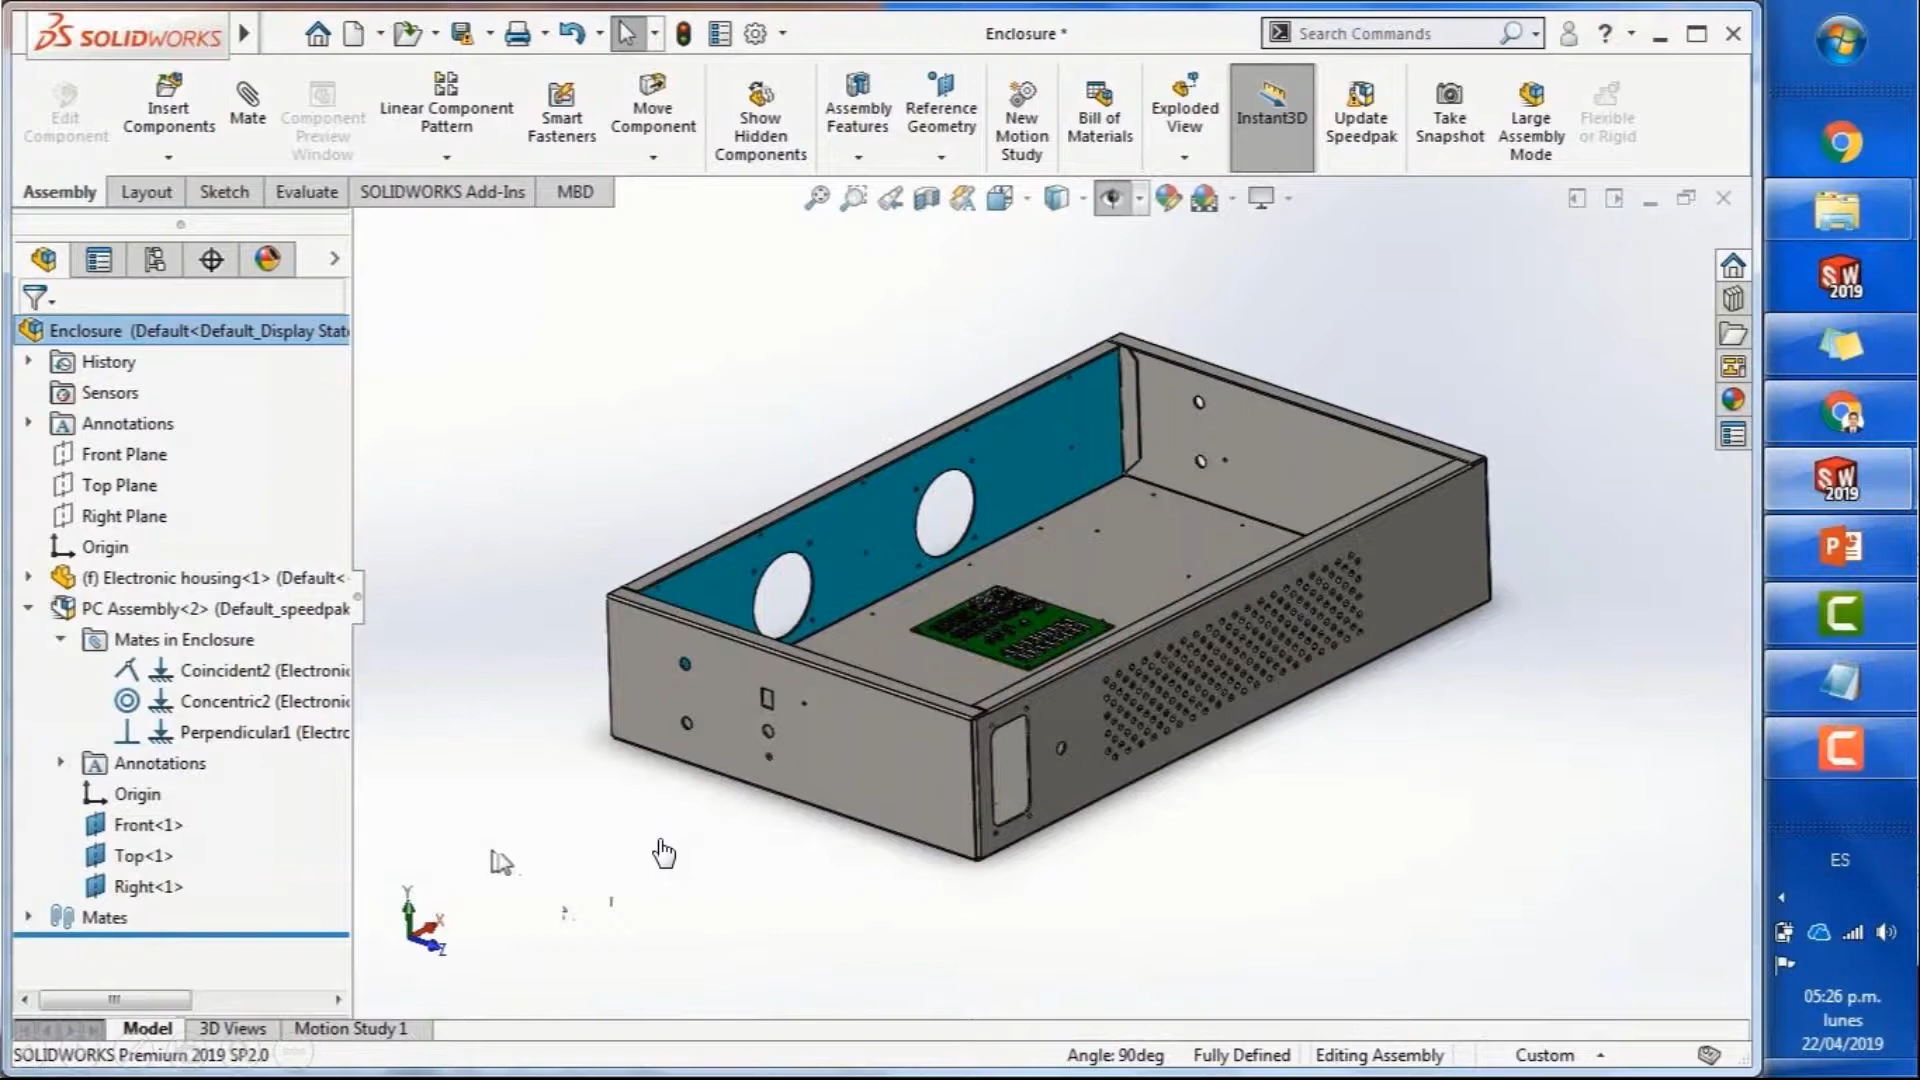 SOLIDWORKS
Enclosure *
Search Commands
?
Edit Component
Insert Components
Mate
Component Preview Window
Linear Component Pattern
Smart Fasteners
Move Component
Show Hidden Components
Assembly Features
Reference Geometry
New Motion Study
Bill of Materials
Exploded View
Instant3D
Update Speedpak
Take Snapshot
Large Assembly Mode
Flexible or Rigid
Assembly
Layout
Sketch
Evaluate
SOLIDWORKS Add-Ins
MBD
Enclosure (Default<Default_Display Stat
History
Sensors
A Annotations
Front Plane
Top Plane
Right Plane
Origin
(f) Electronic housing<1> (Default<
PC Assembly<2> (Default_speedpak
Mates in Enclosure
Coincident2 (Electronic
Concentric2 (Electronic
Perpendicular1 (Electrc
A Annotations
Origin
Front<1>
Top<1>
Right<1>
Mates
Y
X
Z
Model
3D Views
Motion Study 1
SOLIDWORKS Premium 2019 SP2.0
Angle: 90deg
Fully Defined
Editing Assembly
Custom
SW 2019
SW 2019
P
C
C
ES
05:26 p.m.
lunes
22/04/2019